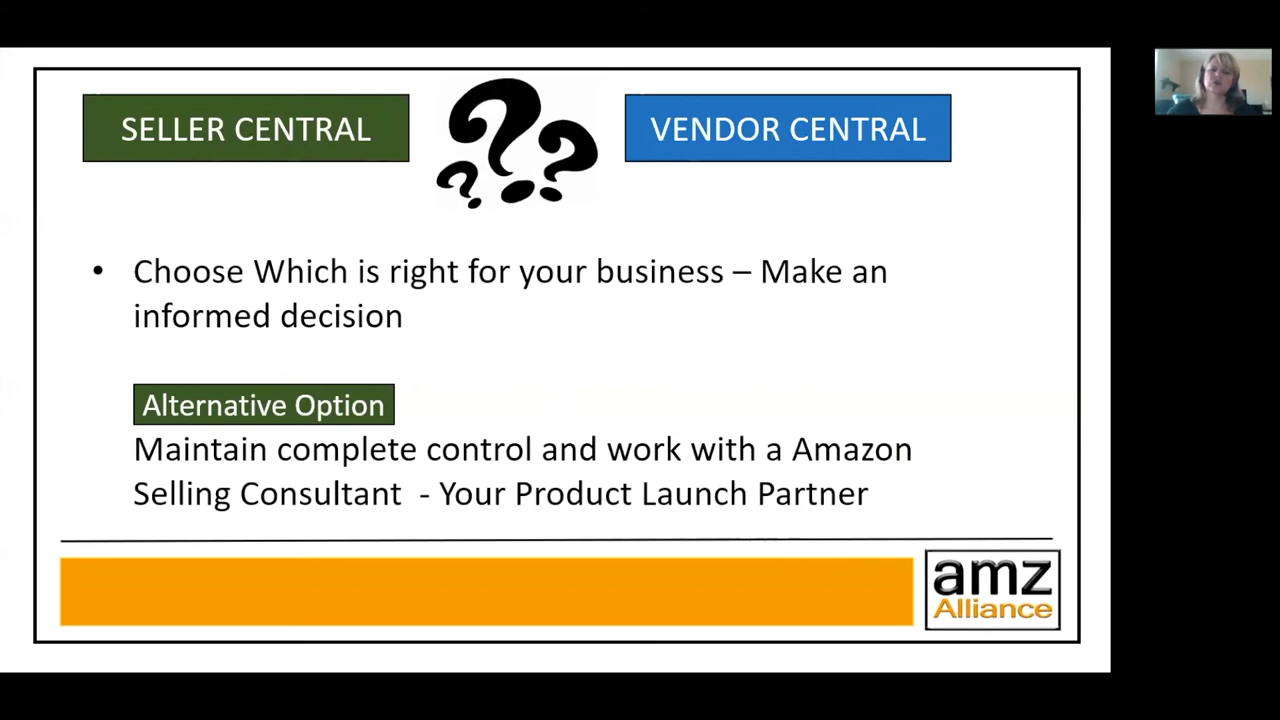 SELLER CENTRAL
VENDOR CENTRAL
• Choose Which is right for your business – Make an
informed decision
Alternative Option
Maintain complete control and work with a Amazon
Selling Consultant - Your Product Launch Partner
amz
Alliance